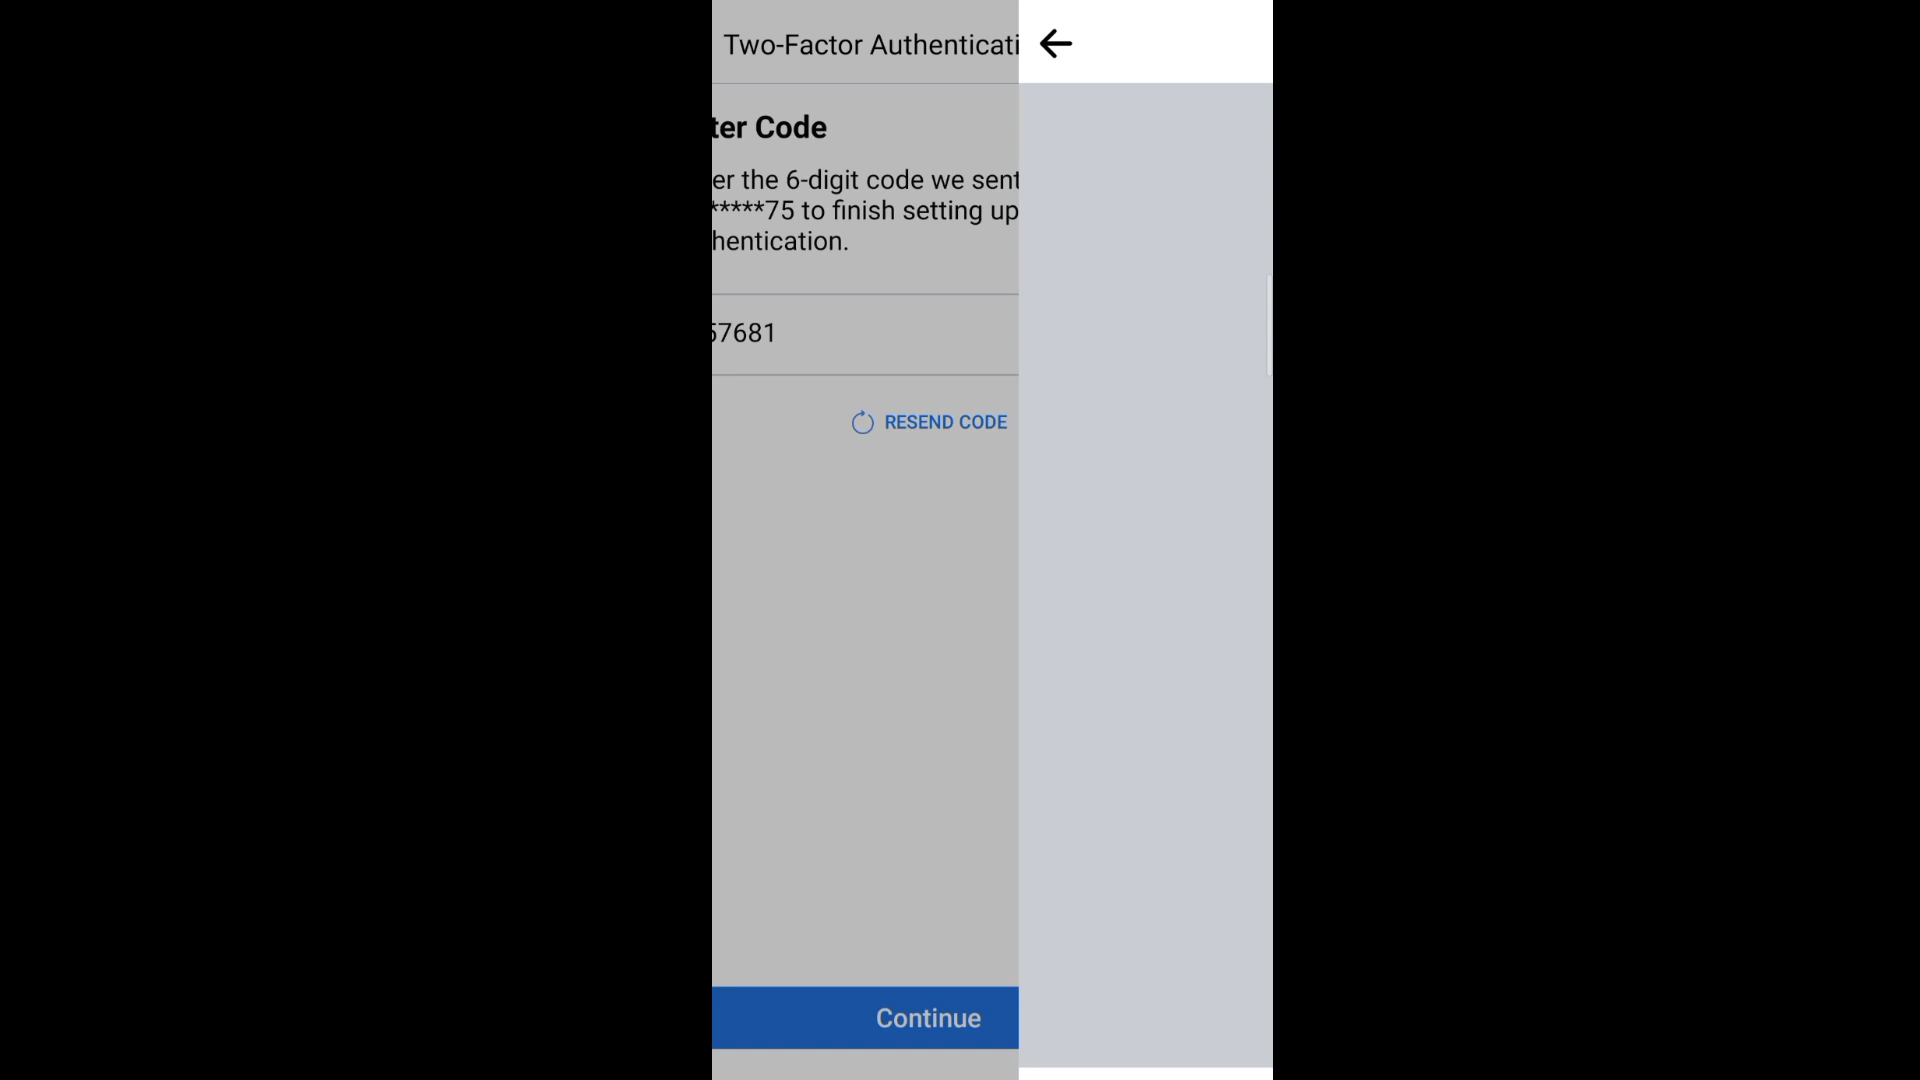 Two-Factor Authenticati
ter Code
er the 6-digit code we sent
*****75 to finish setting up
hentication.
57681
RESEND CODE
Continue